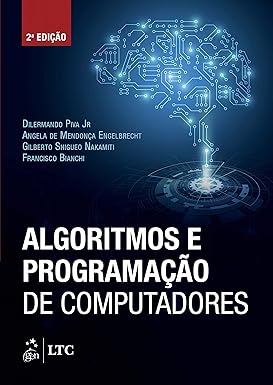 2ª EDIÇÃO
DILERMANDO PIVA JR
ANGELA DE MENDONÇA ENGELBRECHT
GILBERTO SHIGUEO NAKAMITI
FRANCISCO BIANCHI
ALGORITMOS E
PROGRAMAÇÃO
DE COMPUTADORES
gen LTC